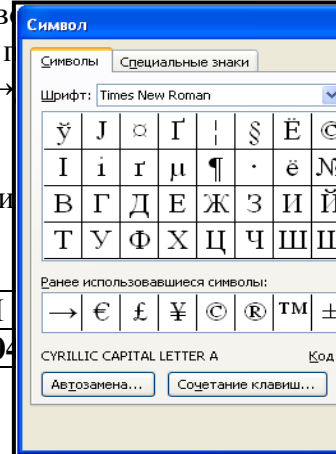 Символ
Символы Специальные знаки
Шрифт: Times New Roman
ў Ј ¤ Ґ ¦ § Ё ©
І і ґ µ ¶ · ё №
В Г Д Е Ж З И Й
Т У Ф Х Ц Ч Ш Щ
Ранее использовавшиеся символы:
→ € £ ¥ © ® ™ ±
CYRILLIC CAPITAL LETTER A Код
Автозамена... Сочетание клавиш...